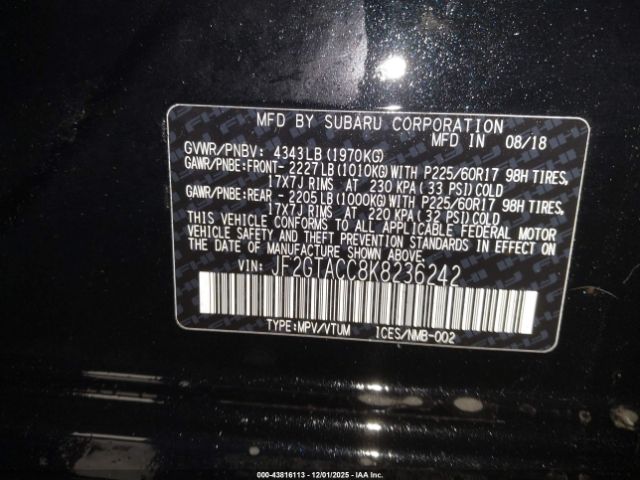 MFD BY SUBARU CORPORATION
MFD IN 08/18
GVWR/PNBV: 4343LB(1970KG)
GAWR/PNBE:FRONT- 2227LB(1010KG)WITH P225/60R17 98H TIRES,
17X7J RIMS AT 230 KPA(33 PSI)COLD
GAWR/PNBE:REAR - 2205LB(1000KG)WITH P225/60R17 98H TIRES,
17X7J RIMS AT 220 KPA(32 PSI)COLD
THIS VEHICLE CONFORMS TO ALL APPLICABLE FEDERAL MOTOR
VEHICLE SAFETY AND THEFT PREVENTION STANDARDS IN EFFECT ON
THE DATE OF MANUFACTURE SHOWN ABOVE.
VIN: JF2GTACC8K8236242
TYPE:MPV/VTUM ICES/NMB-002
000-43816113 • 12/01/2025 • IAAI.COM